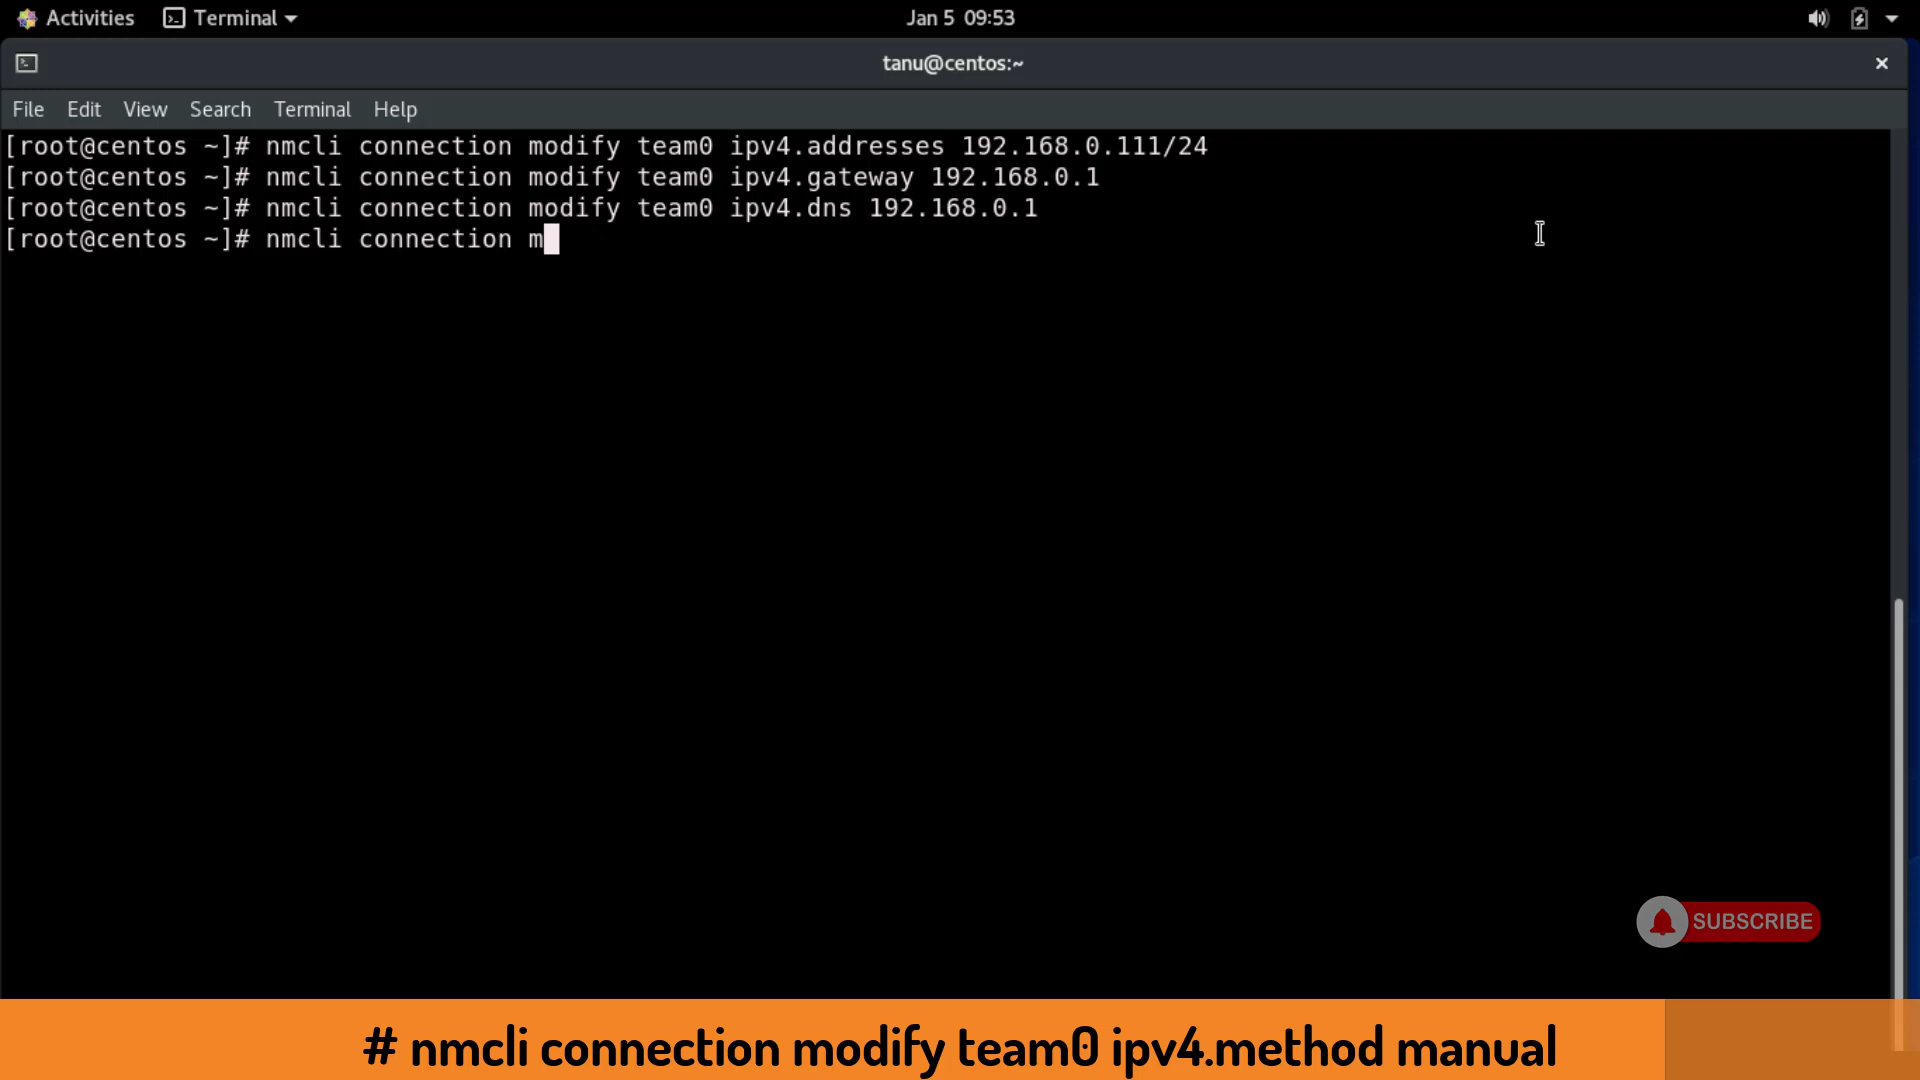 Activities Terminal Jan 5 09:53
tanu@centos:~
File Edit View Search Terminal Help
[root@centos ~]# nmcli connection modify team0 ipv4.addresses 192.168.0.111/24
[root@centos ~]# nmcli connection modify team0 ipv4.gateway 192.168.0.1
[root@centos ~]# nmcli connection modify team0 ipv4.dns 192.168.0.1
[root@centos ~]# nmcli connection m
SUBSCRIBE
# nmcli connection modify team0 ipv4.method manual